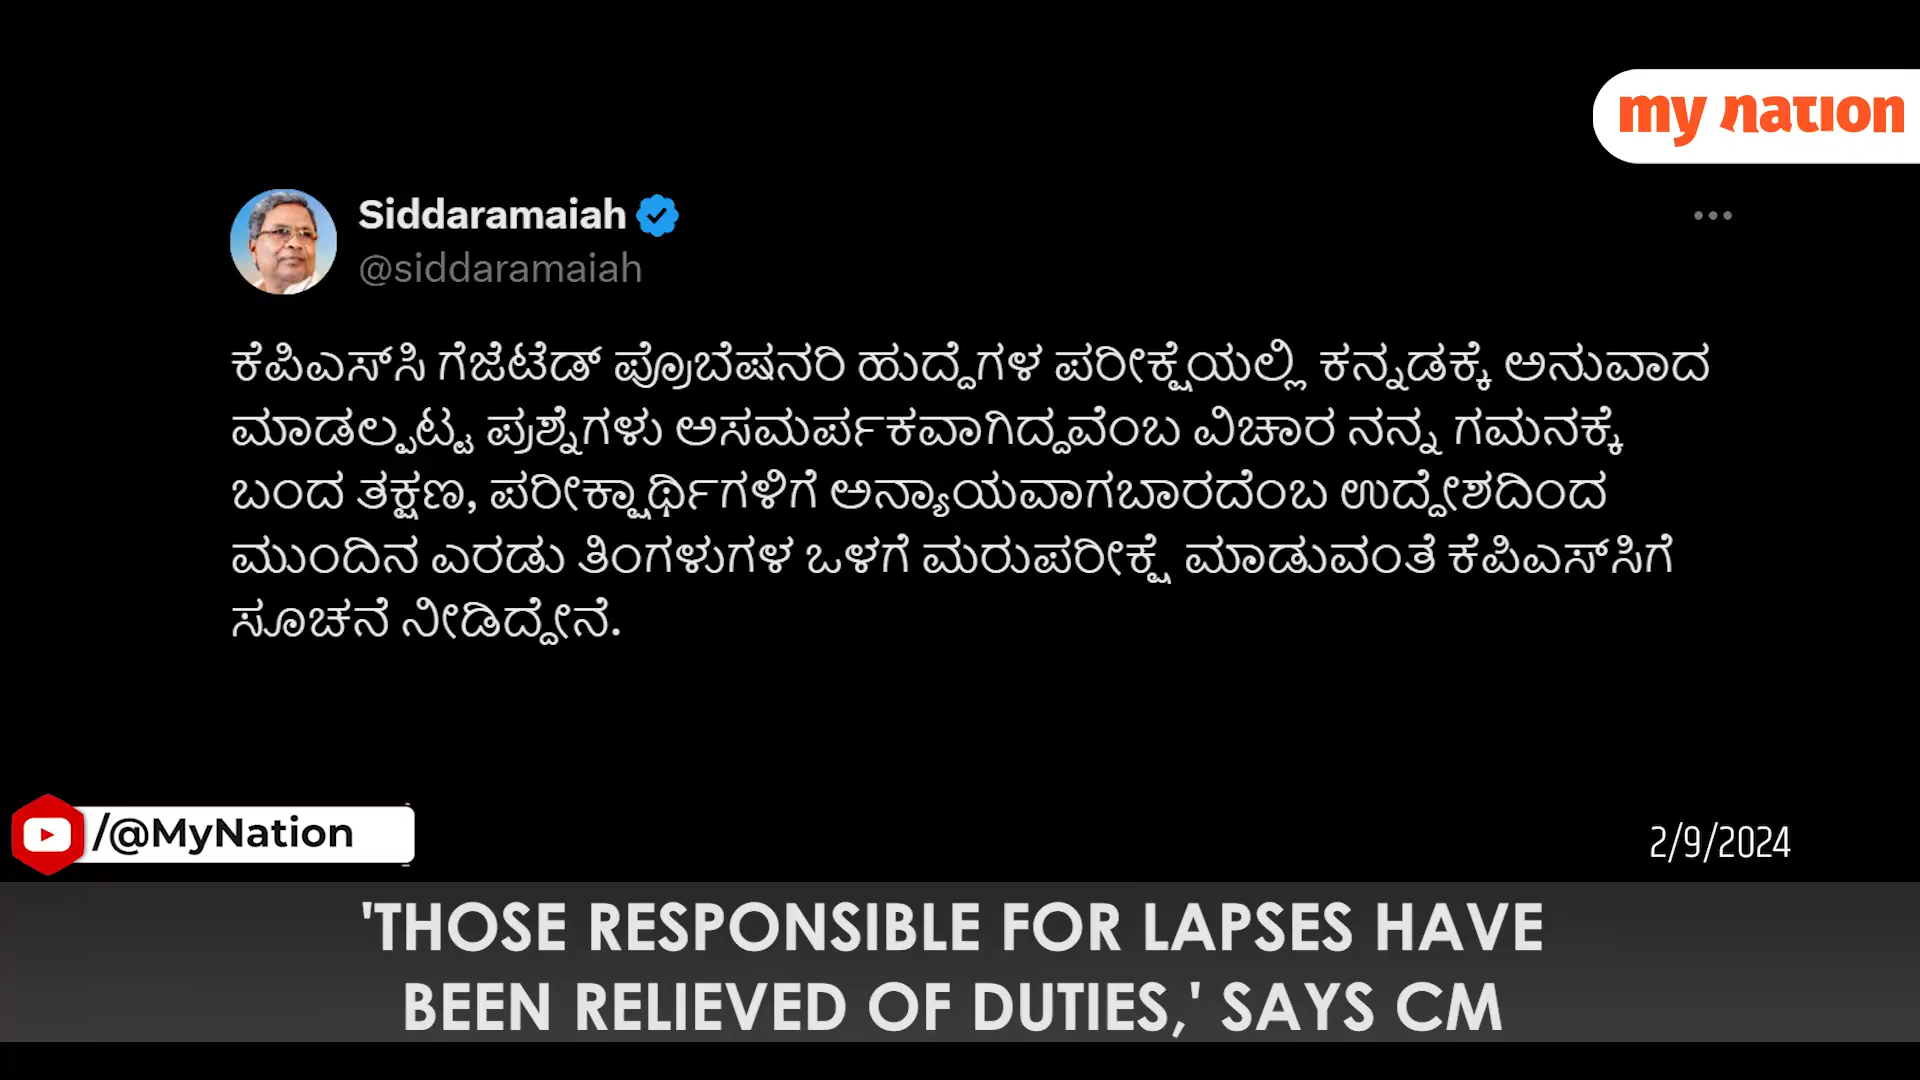 my nation
Siddaramaiah
@siddaramaiah
ಕೆಪಿಎಸ್‌ಸಿ ಗೆಜೆಟೆಡ್ ಪ್ರೊಬೆಷನರಿ ಹುದ್ದೆಗಳ ಪರೀಕ್ಷೆಯಲ್ಲಿ ಕನ್ನಡಕ್ಕೆ ಅನುವಾದ
ಮಾಡಲ್ಪಟ್ಟ ಪ್ರಶ್ನೆಗಳು ಅಸಮರ್ಪಕವಾಗಿದ್ದವೆಂಬ ವಿಚಾರ ನನ್ನ ಗಮನಕ್ಕೆ
ಬಂದ ತಕ್ಷಣ, ಪರೀಕ್ಷಾರ್ಥಿಗಳಿಗೆ ಅನ್ಯಾಯವಾಗಬಾರದೆಂಬ ಉದ್ದೇಶದಿಂದ
ಮುಂದಿನ ಎರಡು ತಿಂಗಳುಗಳ ಒಳಗೆ ಮರುಪರೀಕ್ಷೆ ಮಾಡುವಂತೆ ಕೆಪಿಎಸ್‌ಸಿಗೆ
ಸೂಚನೆ ನೀಡಿದ್ದೇನೆ.
/@MyNation
2/9/2024
'THOSE RESPONSIBLE FOR LAPSES HAVE
BEEN RELIEVED OF DUTIES,' SAYS CM